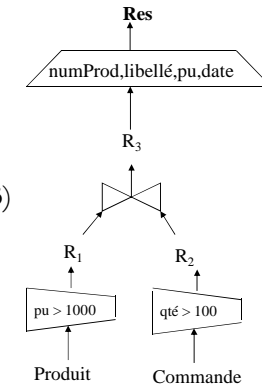 Res
numProd,libellé,pu,date
R3
R1 R2
pu > 1000 qté > 100
Produit Commande